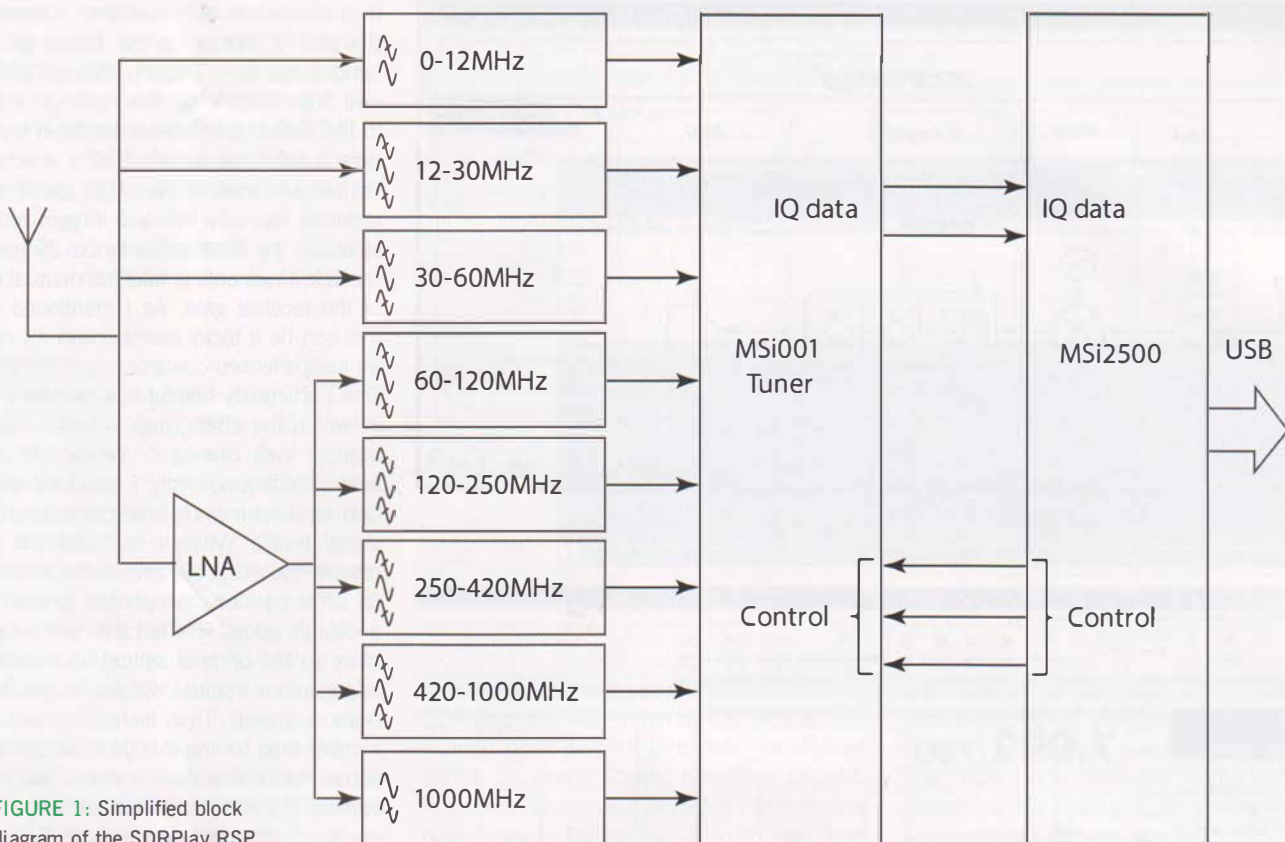 0-12MHz
12-30MHz
30-60MHz
60-120MHz
120-250MHz
250-420MHz
420-1000MHz
1000MHz
LNA
MSi001
Tuner
IQ data
Control
IQ data
MSi2500
Control
USB
FIGURE 1: Simplified block
diagram of the SDRPlay RSP